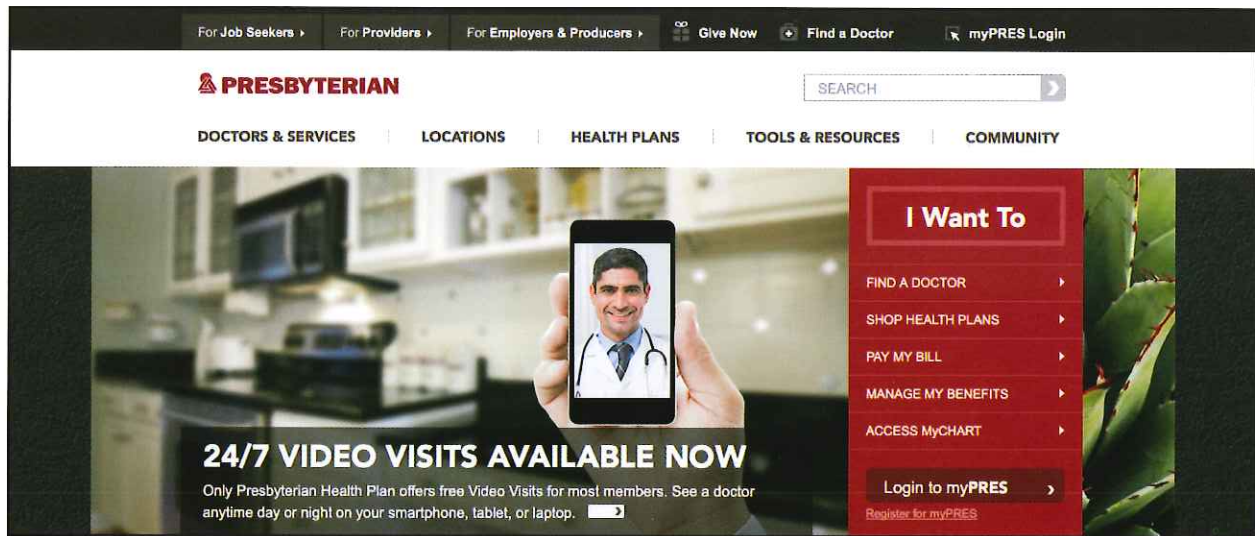 For Job Seekers For Providers For Employers & Producers Give Now Find a Doctor myPRES Login
PRESBYTERIAN
SEARCH
DOCTORS & SERVICES LOCATIONS HEALTH PLANS TOOLS & RESOURCES COMMUNITY
I Want To
FIND A DOCTOR
SHOP HEALTH PLANS
PAY MY BILL
MANAGE MY BENEFITS
ACCESS MyCHART
Login to myPRES
Register for myPRES
24/7 VIDEO VISITS AVAILABLE NOW
Only Presbyterian Health Plan offers free Video Visits for most members. See a doctor
anytime day or night on your smartphone, tablet, or laptop.